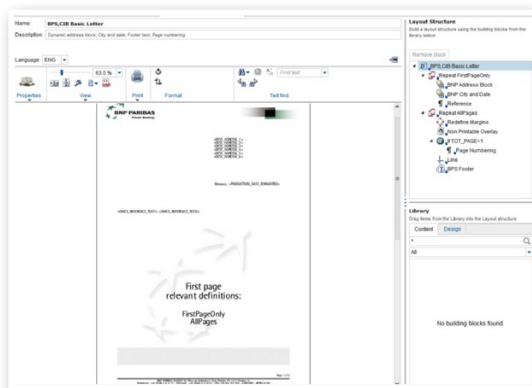 Name: BPS,CIB Basic Letter
Description: Dynamic address block; City and date; Footer text; Page numbering
Language: ENG
63.0 %
Find text
Properties
View
Print
Format
Text find
BNP PARIBAS
First page
relevant definitions:
FirstPageOnly
AllPages
Layout Structure
Build a layout structure using the building blocks from the
library below.
Remove block
BPS,CIB Basic Letter
Repeat FirstPageOnly
BNP Address Block
BNP City and Date
Reference
Repeat AllPages
Redefine Margins
Non Printable Overlay
IFTOT_PAGE>1
Page Numbering
Line
BPS Footer
Library
Drag items from the Library into the Layout structure
Content Design
*
All
No building blocks found.